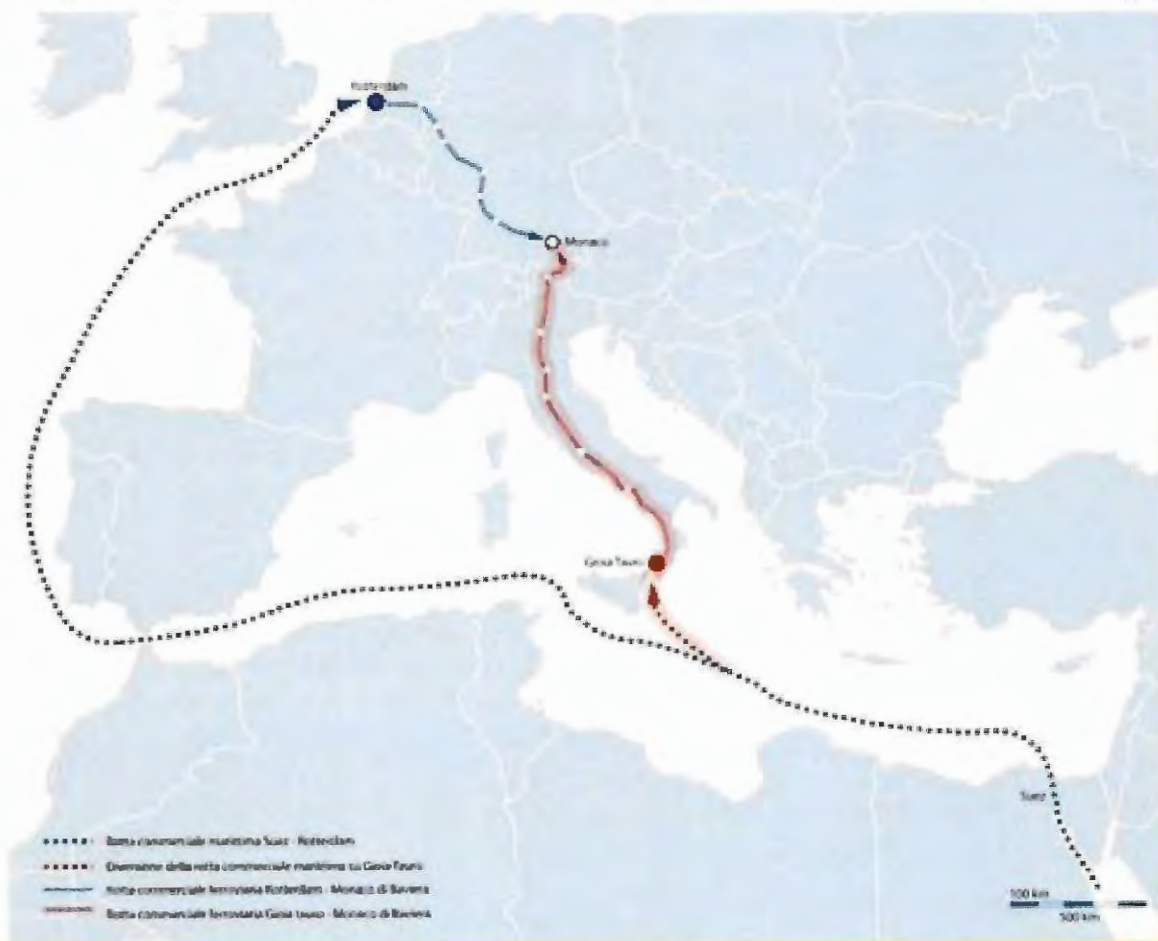 Rotterdam
Monaco
Gioia Tauro
Suez
Rotta commerciale marittima Suez - Rotterdam
Diversione della rotta commerciale marittima su Gioia Tauro
Rotta commerciale ferroviaria Rotterdam - Monaco di Baviera
Rotta commerciale ferroviaria Gioia tauro - Monaco di Baviera
100 km
500 km